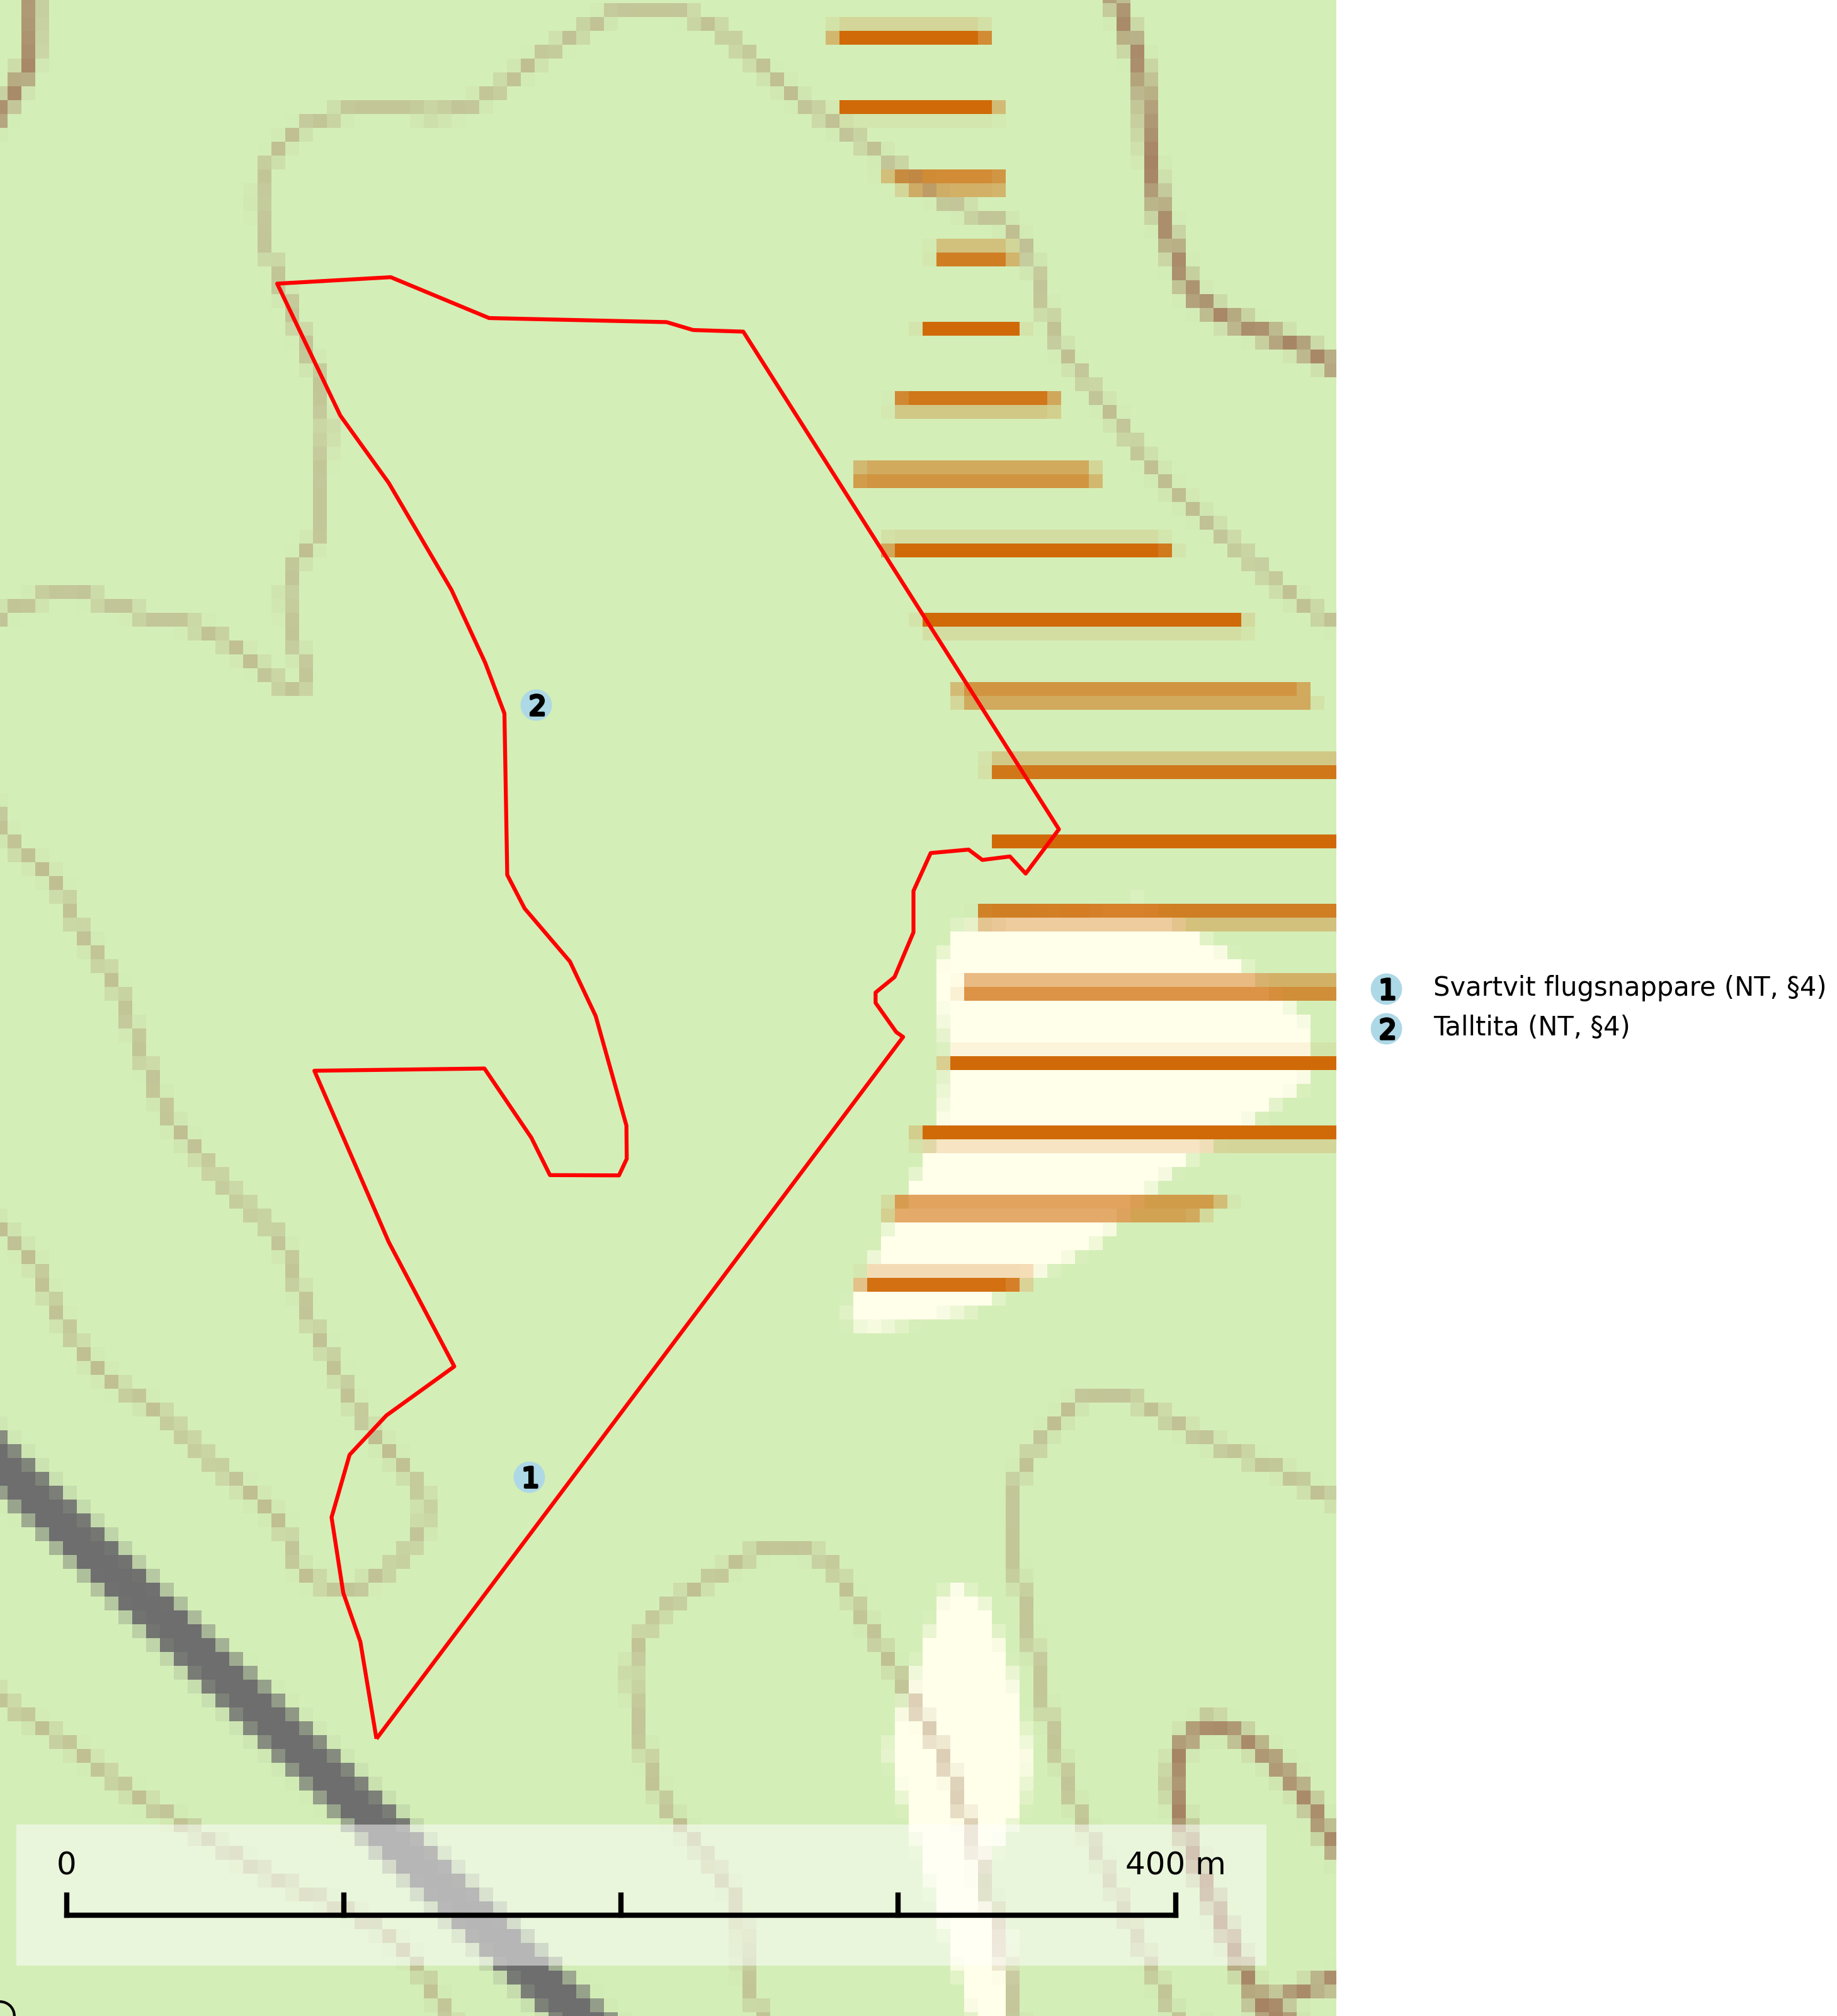 2
1 Svartvit flugsnappare (NT, §4)
2 Talltita (NT, §4)
1
0 400 m